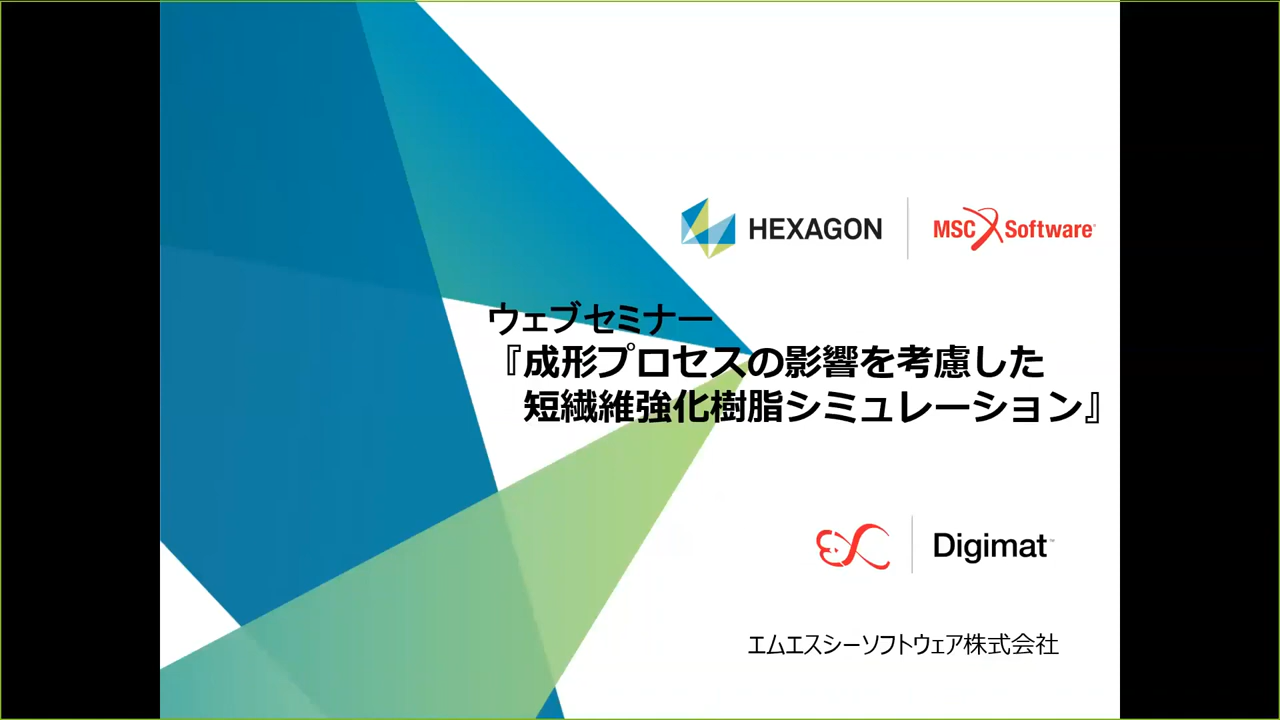 HEXAGON
MSC Software
ウェブセミナー
『成形プロセスの影響を考慮した
短繊維強化樹脂シミュレーション』
Digimat™
エムエスシーソフトウェア株式会社